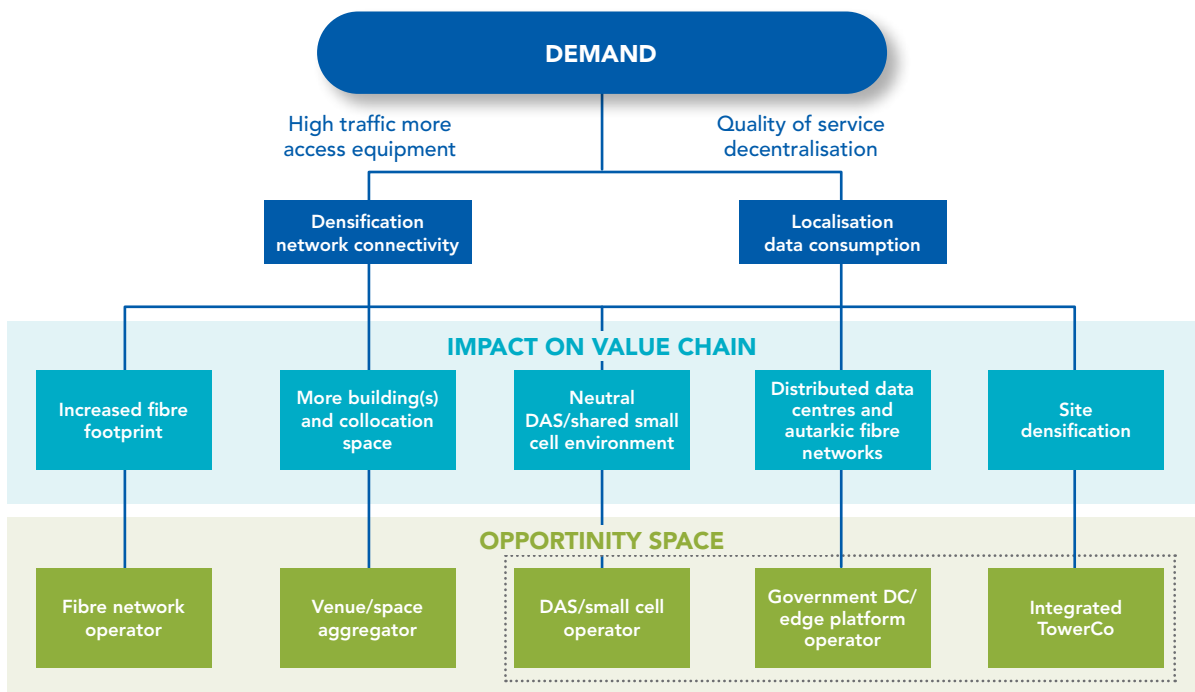 DEMAND
High traffic more
access equipment
Quality of service
decentralisation
Densification
network connectivity
Localisation
data consumption
IMPACT ON VALUE CHAIN
Increased fibre
footprint
More building(s)
and collocation
space
Neutral
DAS/shared small
cell environment
Distributed data
centres and
autarkic fibre
networks
Site
densification
OPPORTINITY SPACE
Fibre network
operator
Venue/space
aggregator
DAS/small cell
operator
Government DC/
edge platform
operator
Integrated
TowerCo